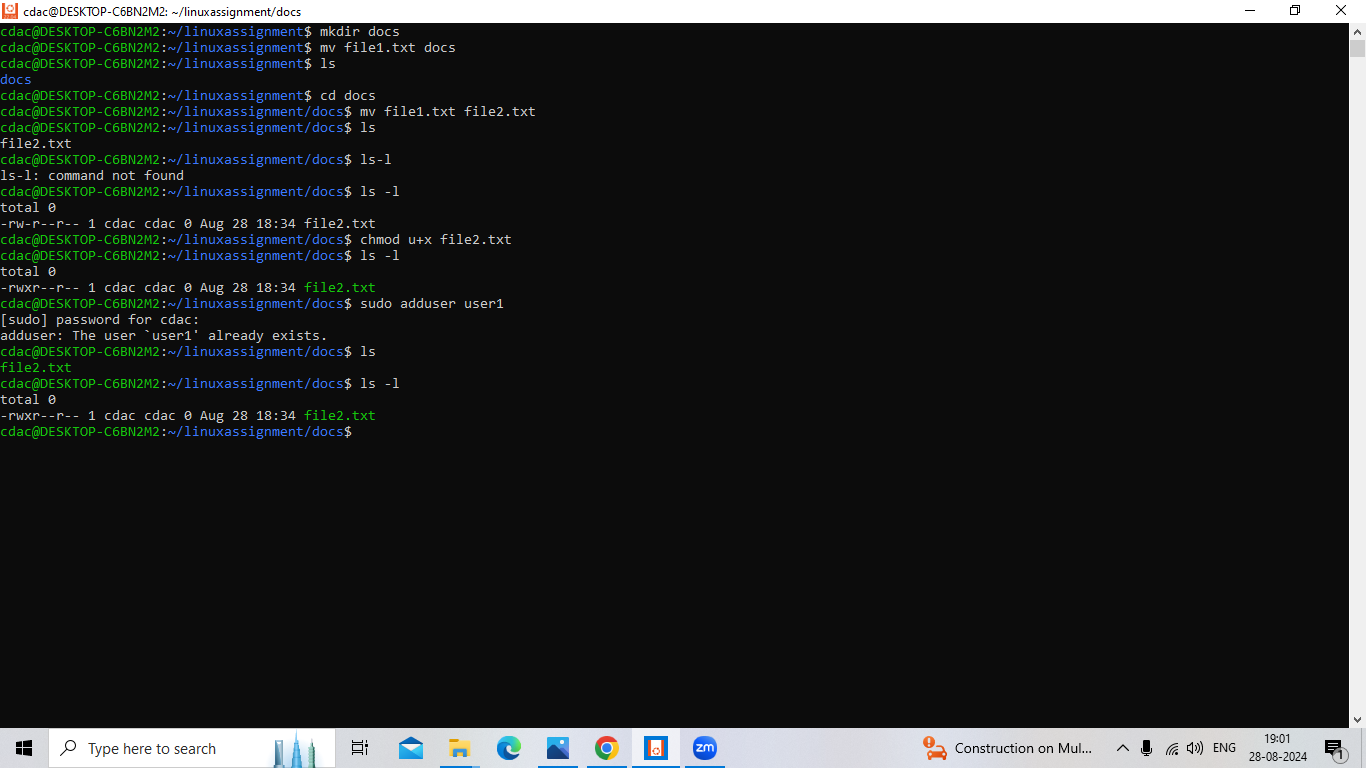 cdac@DESKTOP-C6BN2M2: ~/linuxassignment/docs
cdac@DESKTOP-C6BN2M2:~/linuxassignment$ mkdir docs
cdac@DESKTOP-C6BN2M2:~/linuxassignment$ mv file1.txt docs
cdac@DESKTOP-C6BN2M2:~/linuxassignment$ ls
docs
cdac@DESKTOP-C6BN2M2:~/linuxassignment$ cd docs
cdac@DESKTOP-C6BN2M2:~/linuxassignment/docs$ mv file1.txt file2.txt
cdac@DESKTOP-C6BN2M2:~/linuxassignment/docs$ ls
file2.txt
cdac@DESKTOP-C6BN2M2:~/linuxassignment/docs$ ls-l
ls-l: command not found
cdac@DESKTOP-C6BN2M2:~/linuxassignment/docs$ ls -l
total 0
-rw-r--r-- 1 cdac cdac 0 Aug 28 18:34 file2.txt
cdac@DESKTOP-C6BN2M2:~/linuxassignment/docs$ chmod u+x file2.txt
cdac@DESKTOP-C6BN2M2:~/linuxassignment/docs$ ls -l
total 0
-rwxr--r-- 1 cdac cdac 0 Aug 28 18:34 file2.txt
cdac@DESKTOP-C6BN2M2:~/linuxassignment/docs$ sudo adduser user1
[sudo] password for cdac:
adduser: The user `user1' already exists.
cdac@DESKTOP-C6BN2M2:~/linuxassignment/docs$ ls
file2.txt
cdac@DESKTOP-C6BN2M2:~/linuxassignment/docs$ ls -l
total 0
-rwxr--r-- 1 cdac cdac 0 Aug 28 18:34 file2.txt
cdac@DESKTOP-C6BN2M2:~/linuxassignment/docs$
Type here to search
zm
Construction on Mul...
ENG
19:01
28-08-2024
1